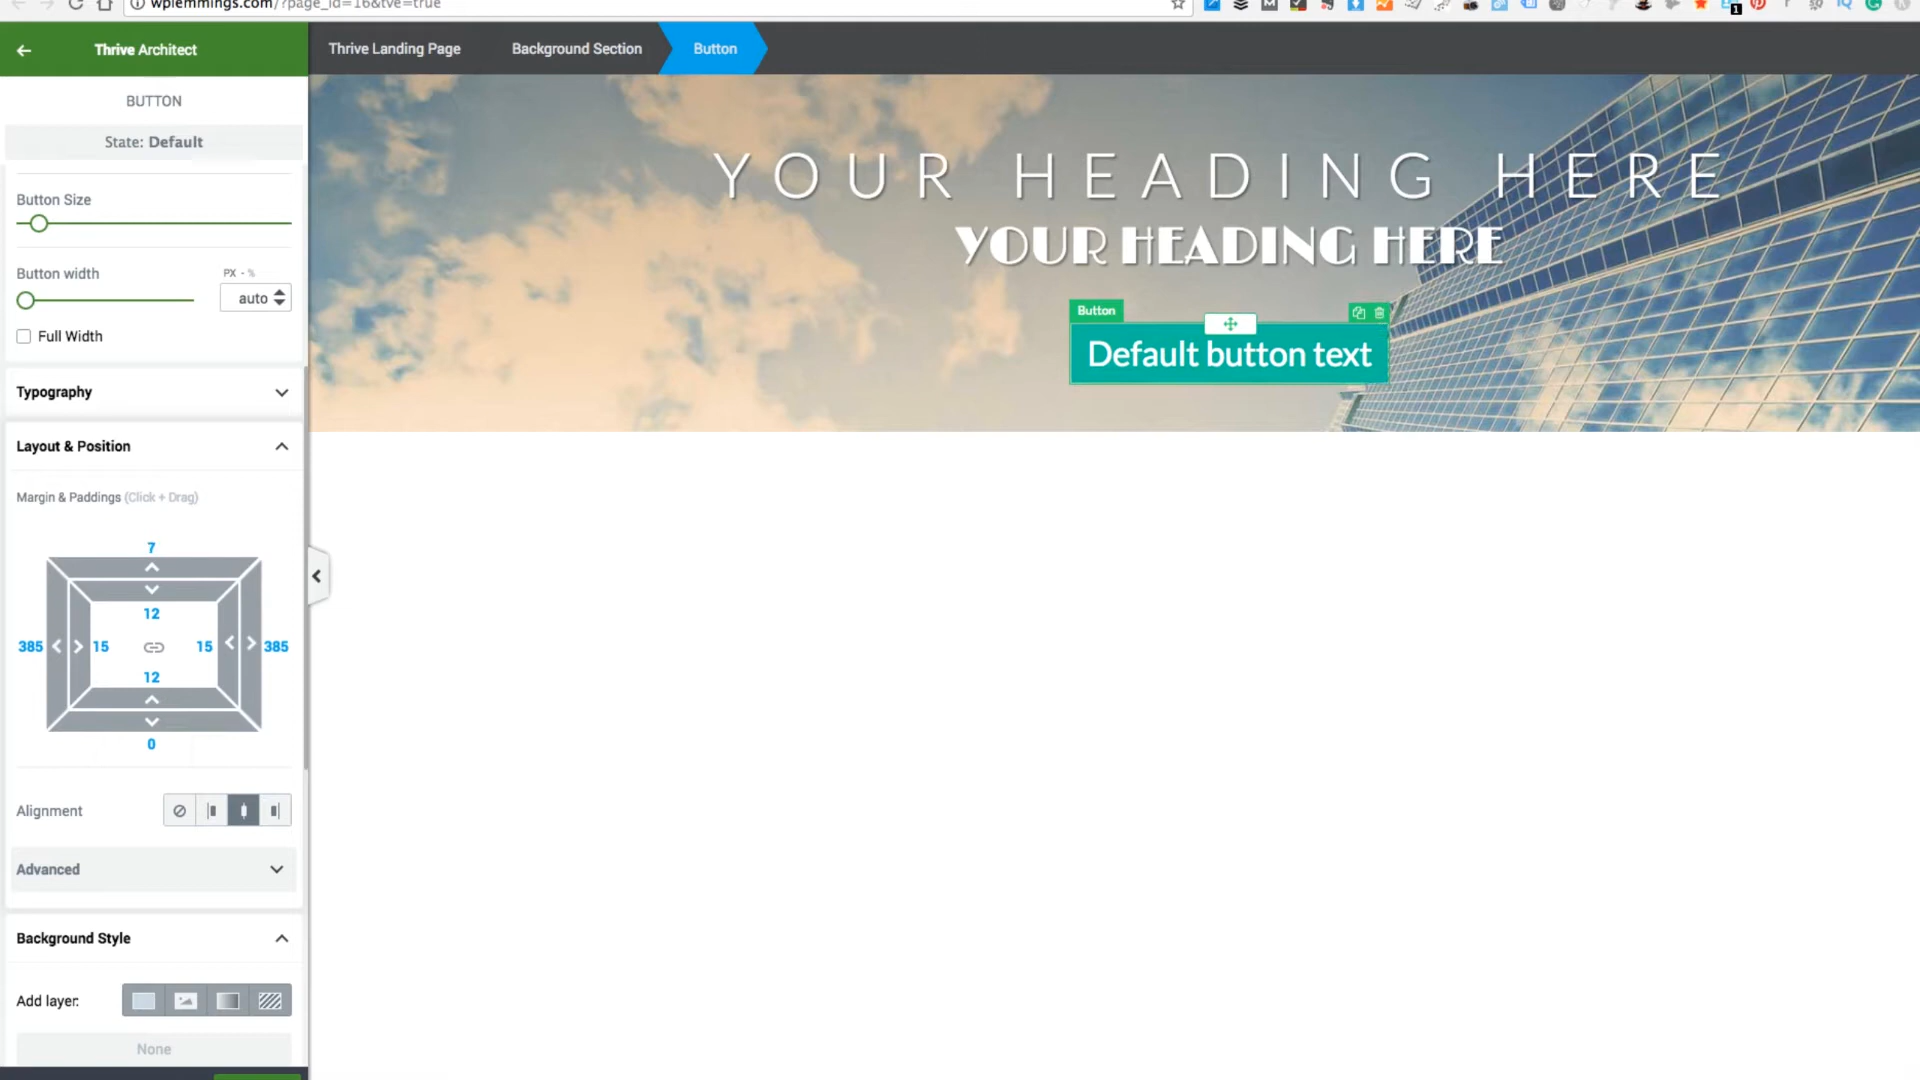 wplemmings.com/?page_id=16&tve=true
1
Thrive Architect
Thrive Landing Page
Background Section
Button
BUTTON
State: Default
Button Size
Button width
PX - %
auto
Full Width
Typography
Layout & Position
Margin & Paddings (Click + Drag)
7
12
385
15
15
385
12
0
Alignment
Advanced
Background Style
Add layer:
None
YOUR HEADING HERE
YOUR HEADING HERE
Button
Default button text